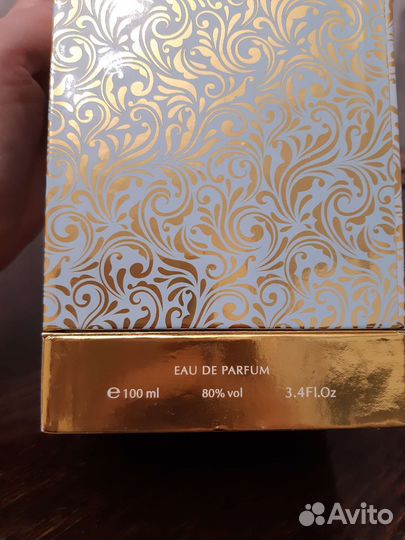 EAU DE PARFUM
℮ 100 ml 80% vol 3.4Fl.Oz
Avito